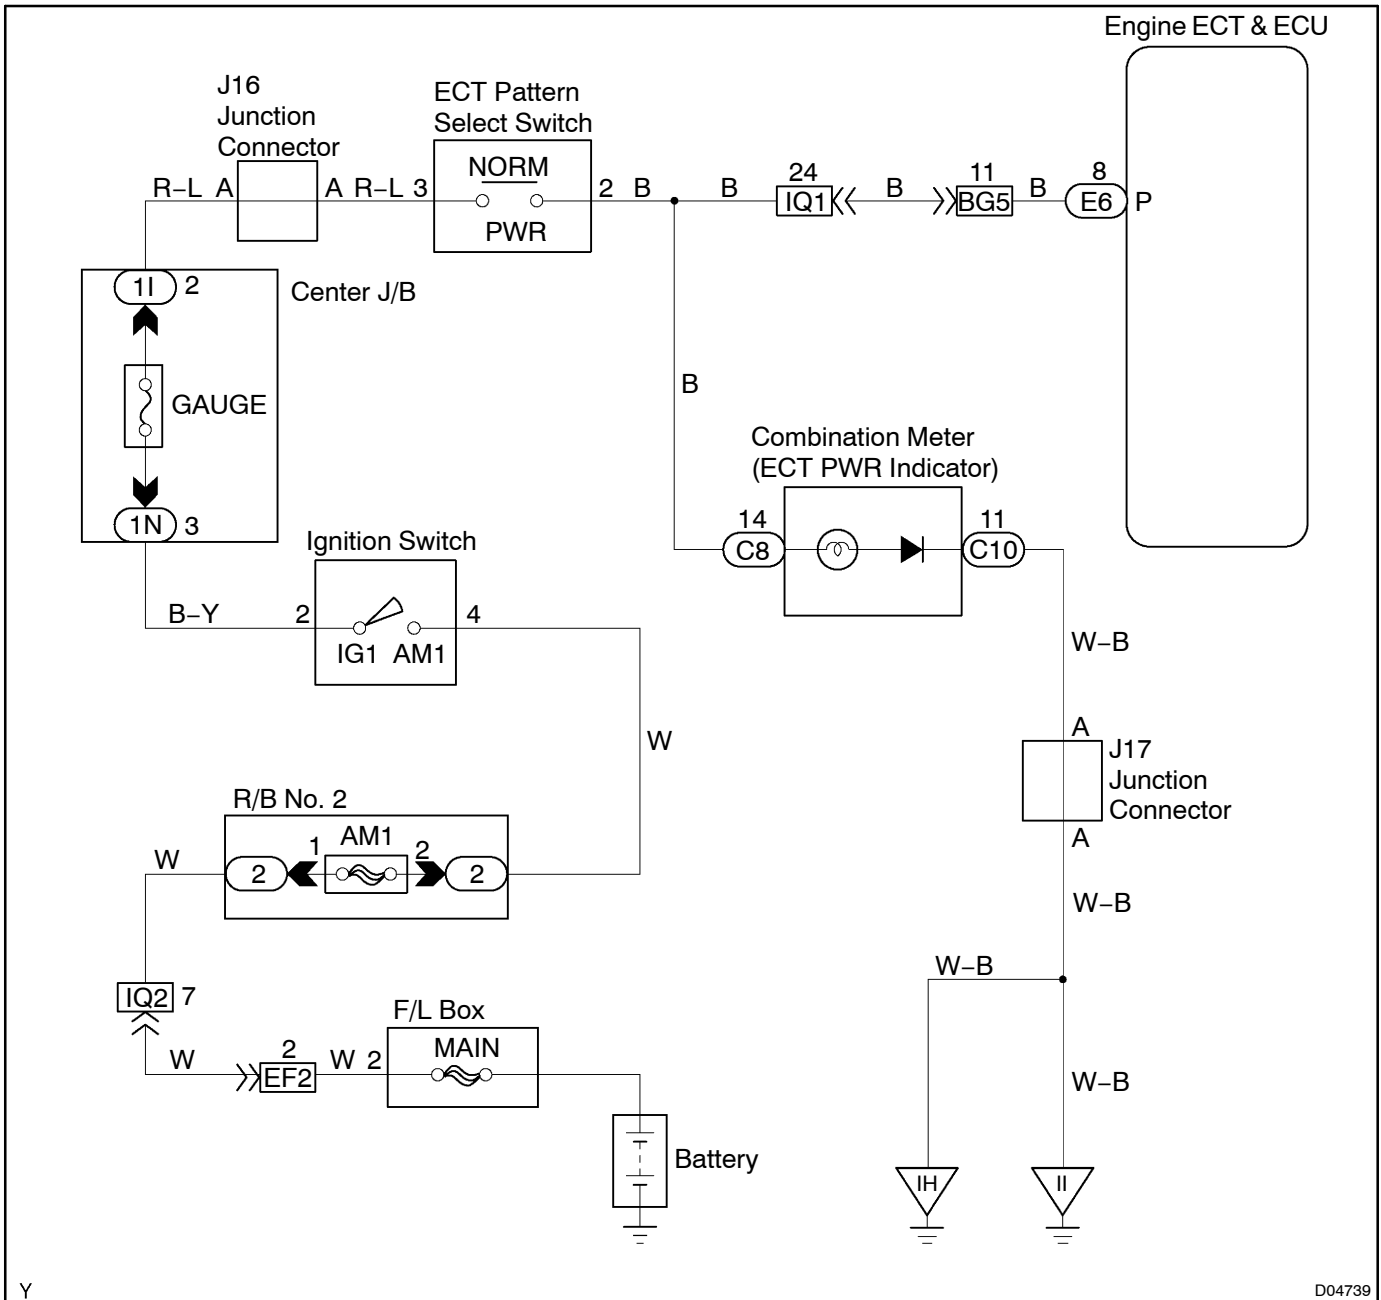 Engine ECT & ECU
J16
Junction
Connector
ECT Pattern
Select Switch
R–L A
A R–L 3
NORM
PWR
2 B
B
24
IQ1
B
11
BG5
B
8
E6
P
1I 2
Center J/B
GAUGE
1N 3
B
Combination Meter
(ECT PWR Indicator)
14
C8
11
C10
Ignition Switch
B–Y
2
4
IG1 AM1
W–B
W
A
J17
Junction
Connector
A
R/B No. 2
AM1
1
2
W
2
2
W–B
W–B
IQ2 7
F/L Box
MAIN
W
2
EF2
W 2
W–B
Battery
IH
II
Y
D04739